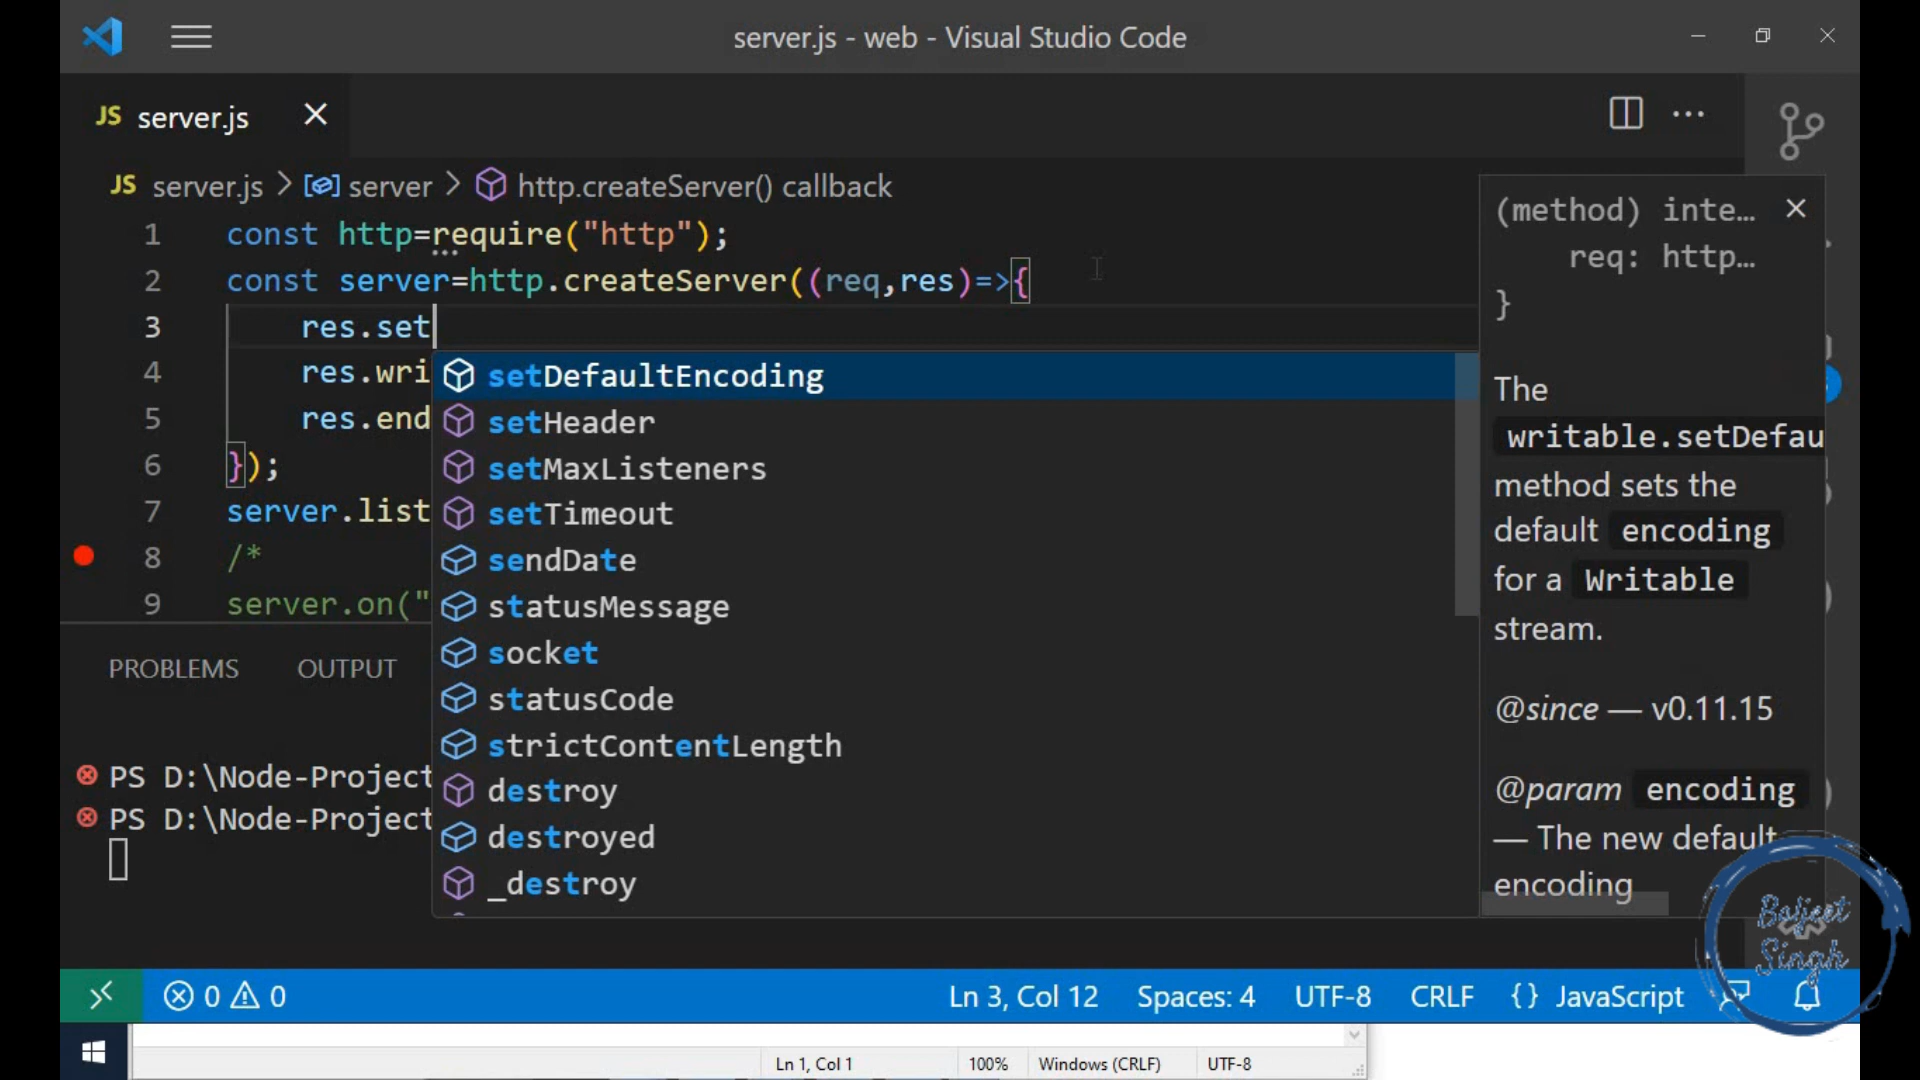 server.js - web - Visual Studio Code
JS server.js
JS server.js > server > http.createServer() callback
1 const http=require("http");
2 const server=http.createServer((req,res)=>{
3 res.set
4 res.wri
5 res.end
6 });
7 server.list
8 /*
9 server.on("
setDefaultEncoding
setHeader
setMaxListeners
setTimeout
sendDate
statusMessage
socket
statusCode
strictContentLength
destroy
destroyed
_destroy
(method) inte…
req: http…
}
The
writable.setDefau
method sets the
default encoding
for a Writable
stream.
@since — v0.11.15
@param encoding
— The new default
encoding
PROBLEMS OUTPUT
PS D:\Node-Project
PS D:\Node-Project
Baljeet
Singh
0 0 Ln 3, Col 12 Spaces: 4 UTF-8 CRLF {} JavaScript
Ln 1, Col 1 100% Windows (CRLF) UTF-8